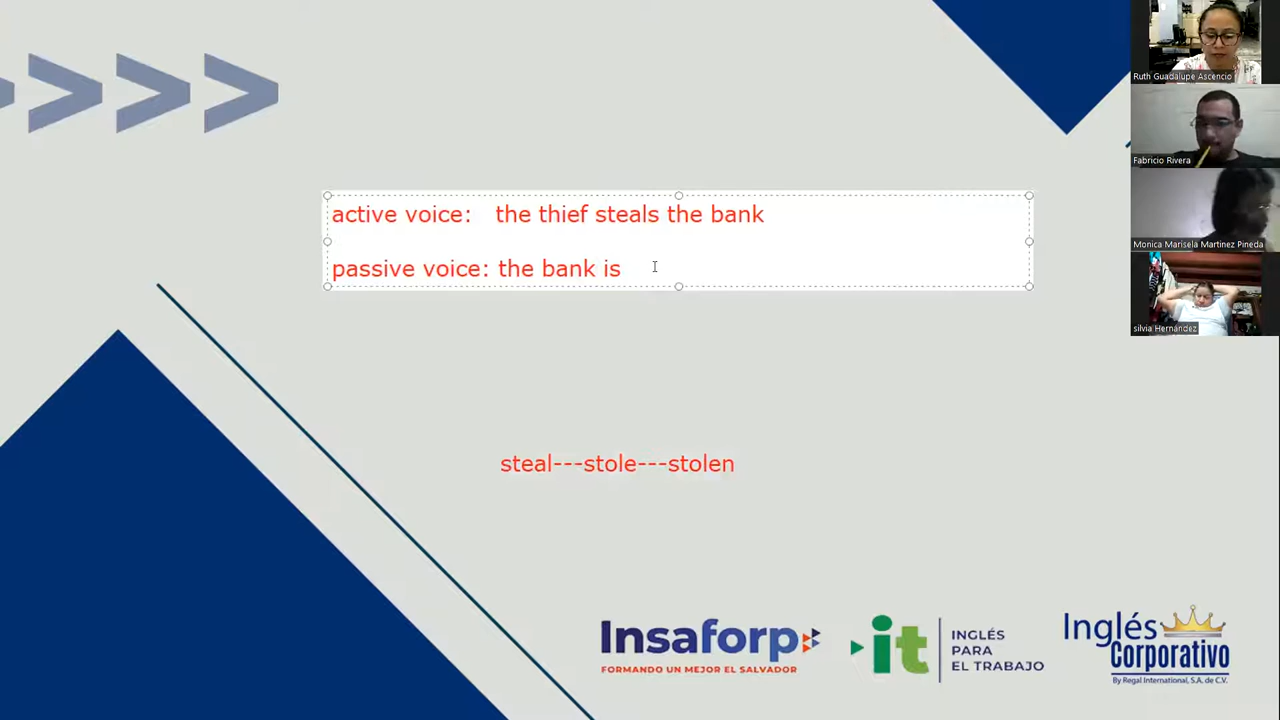 Ruth Guadalupe Ascencio
Fabricio Rivera
Monica Marisela Martinez Pineda
silvia Hernández
active voice: the thief steals the bank
passive voice: the bank is
steal---stole---stolen
Insaforp
FORMANDO UN MEJOR EL SALVADOR
it
INGLÉS
PARA
EL TRABAJO
Inglés
Corporativo
By Regal International, S.A. de C.V.